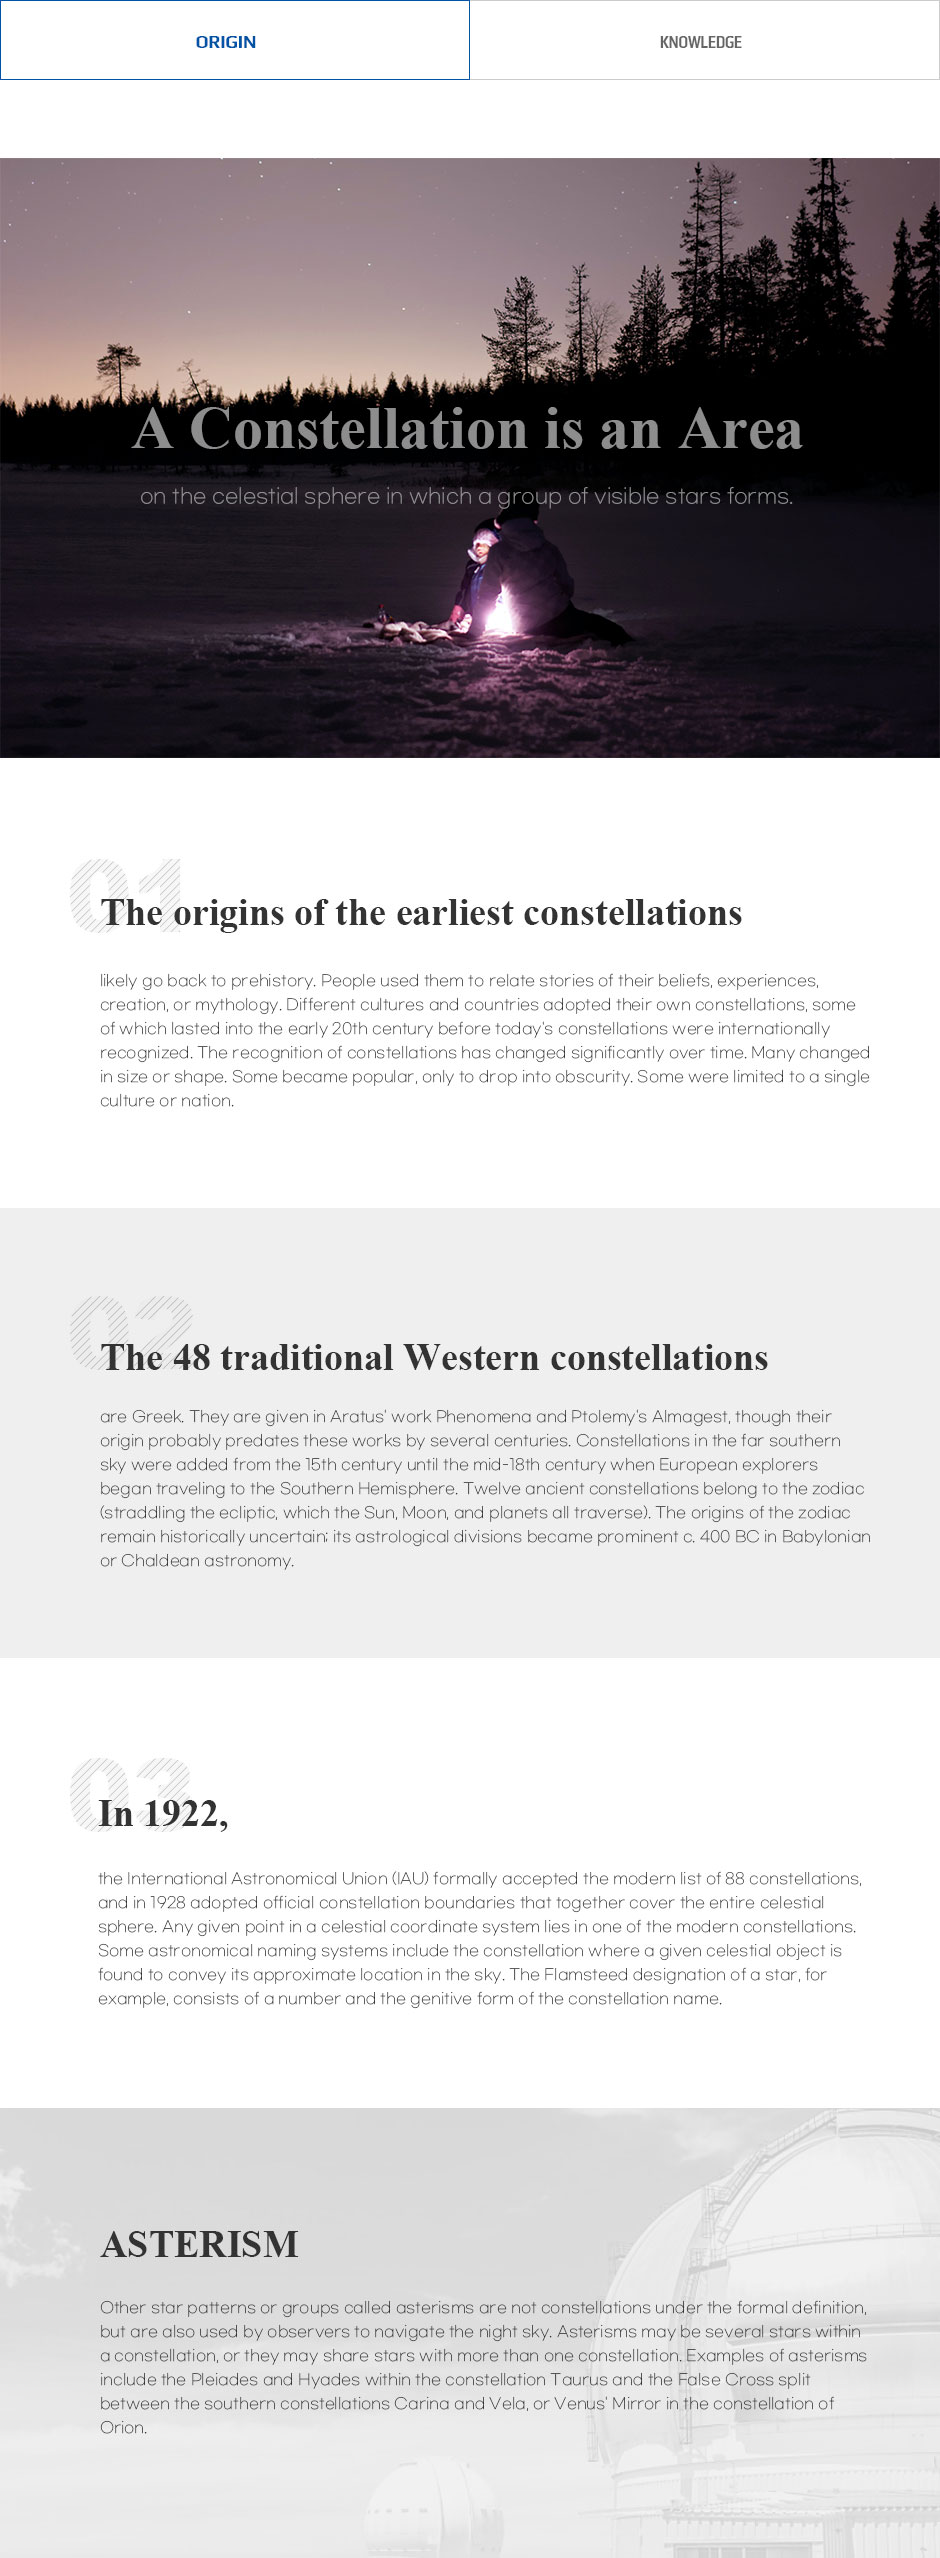 ORIGIN
KNOWLEDGE
A Constellation is an Area
on the celestial sphere in which a group of visible stars forms.
01
The origins of the earliest constellations
likely go back to prehistory. People used them to relate stories of their beliefs, experiences,
creation, or mythology. Different cultures and countries adopted their own constellations, some
of which lasted into the early 20th century before today's constellations were internationally
recognized. The recognition of constellations has changed significantly over time. Many changed
in size or shape. Some became popular, only to drop into obscurity. Some were limited to a single
culture or nation.
02
The 48 traditional Western constellations
are Greek. They are given in Aratus' work Phenomena and Ptolemy's Almagest, though their
origin probably predates these works by several centuries. Constellations in the far southern
sky were added from the 15th century until the mid-18th century when European explorers
began traveling to the Southern Hemisphere. Twelve ancient constellations belong to the zodiac
(straddling the ecliptic, which the Sun, Moon, and planets all traverse). The origins of the zodiac
remain historically uncertain; its astrological divisions became prominent c. 400 BC in Babylonian
or Chaldean astronomy.
03
In 1922,
the International Astronomical Union (IAU) formally accepted the modern list of 88 constellations,
and in 1928 adopted official constellation boundaries that together cover the entire celestial
sphere. Any given point in a celestial coordinate system lies in one of the modern constellations.
Some astronomical naming systems include the constellation where a given celestial object is
found to convey its approximate location in the sky. The Flamsteed designation of a star, for
example, consists of a number and the genitive form of the constellation name.
ASTERISM
Other star patterns or groups called asterisms are not constellations under the formal definition,
but are also used by observers to navigate the night sky. Asterisms may be several stars within
a constellation, or they may share stars with more than one constellation. Examples of asterisms
include the Pleiades and Hyades within the constellation Taurus and the False Cross split
between the southern constellations Carina and Vela, or Venus' Mirror in the constellation of
Orion.